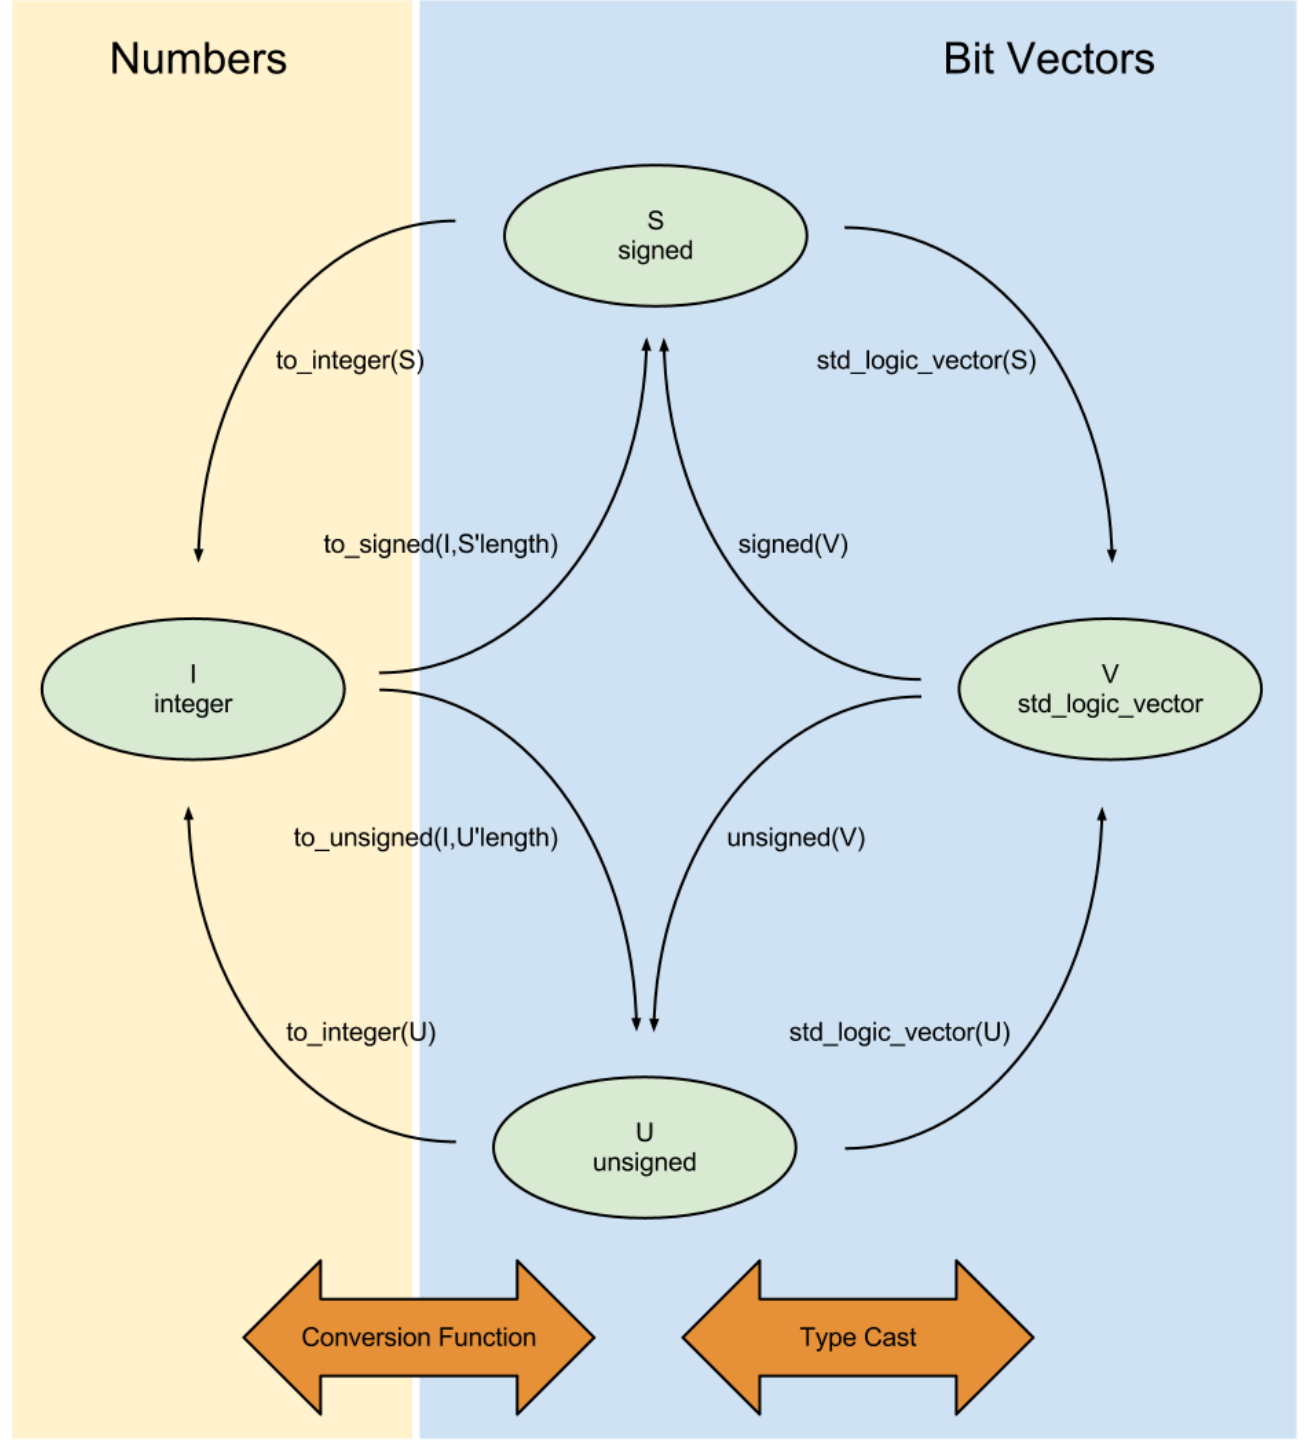 Numbers
Bit Vectors
S
signed
to_integer(S)
std_logic_vector(S)
to_signed(I,S'length)
signed(V)
I
integer
V
std_logic_vector
to_unsigned(I,U'length)
unsigned(V)
to_integer(U)
std_logic_vector(U)
U
unsigned
Conversion Function
Type Cast